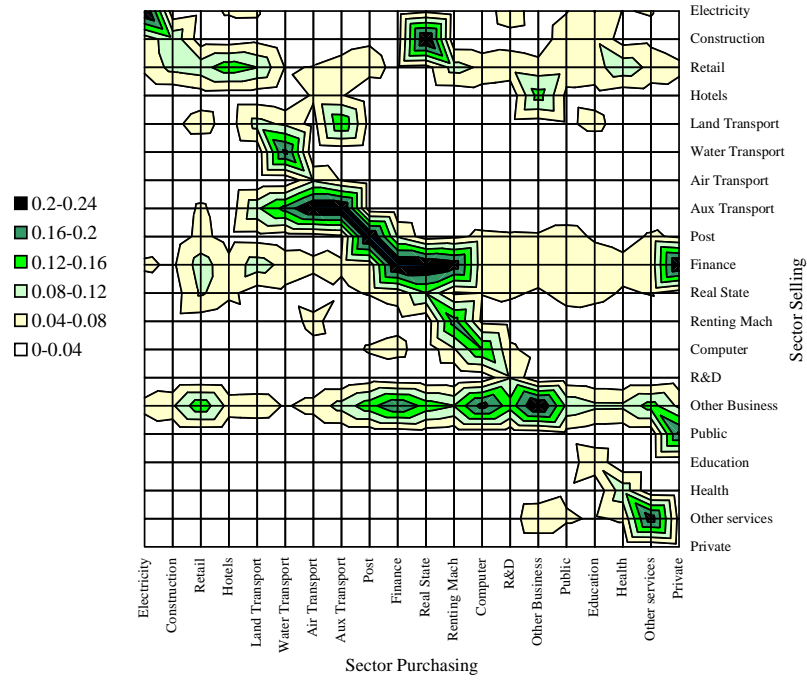 0.2-0.24
0.16-0.2
0.12-0.16
0.08-0.12
0.04-0.08
0-0.04
Electricity
Construction
Retail
Hotels
Land Transport
Water Transport
Air Transport
Aux Transport
Post
Finance
Real State
Renting Mach
Computer
R&D
Other Business
Public
Education
Health
Other services
Private
Sector Selling
Electricity
Construction
Retail
Hotels
Land Transport
Water Transport
Air Transport
Aux Transport
Post
Finance
Real State
Renting Mach
Computer
R&D
Other Business
Public
Education
Health
Other services
Private
Sector Purchasing